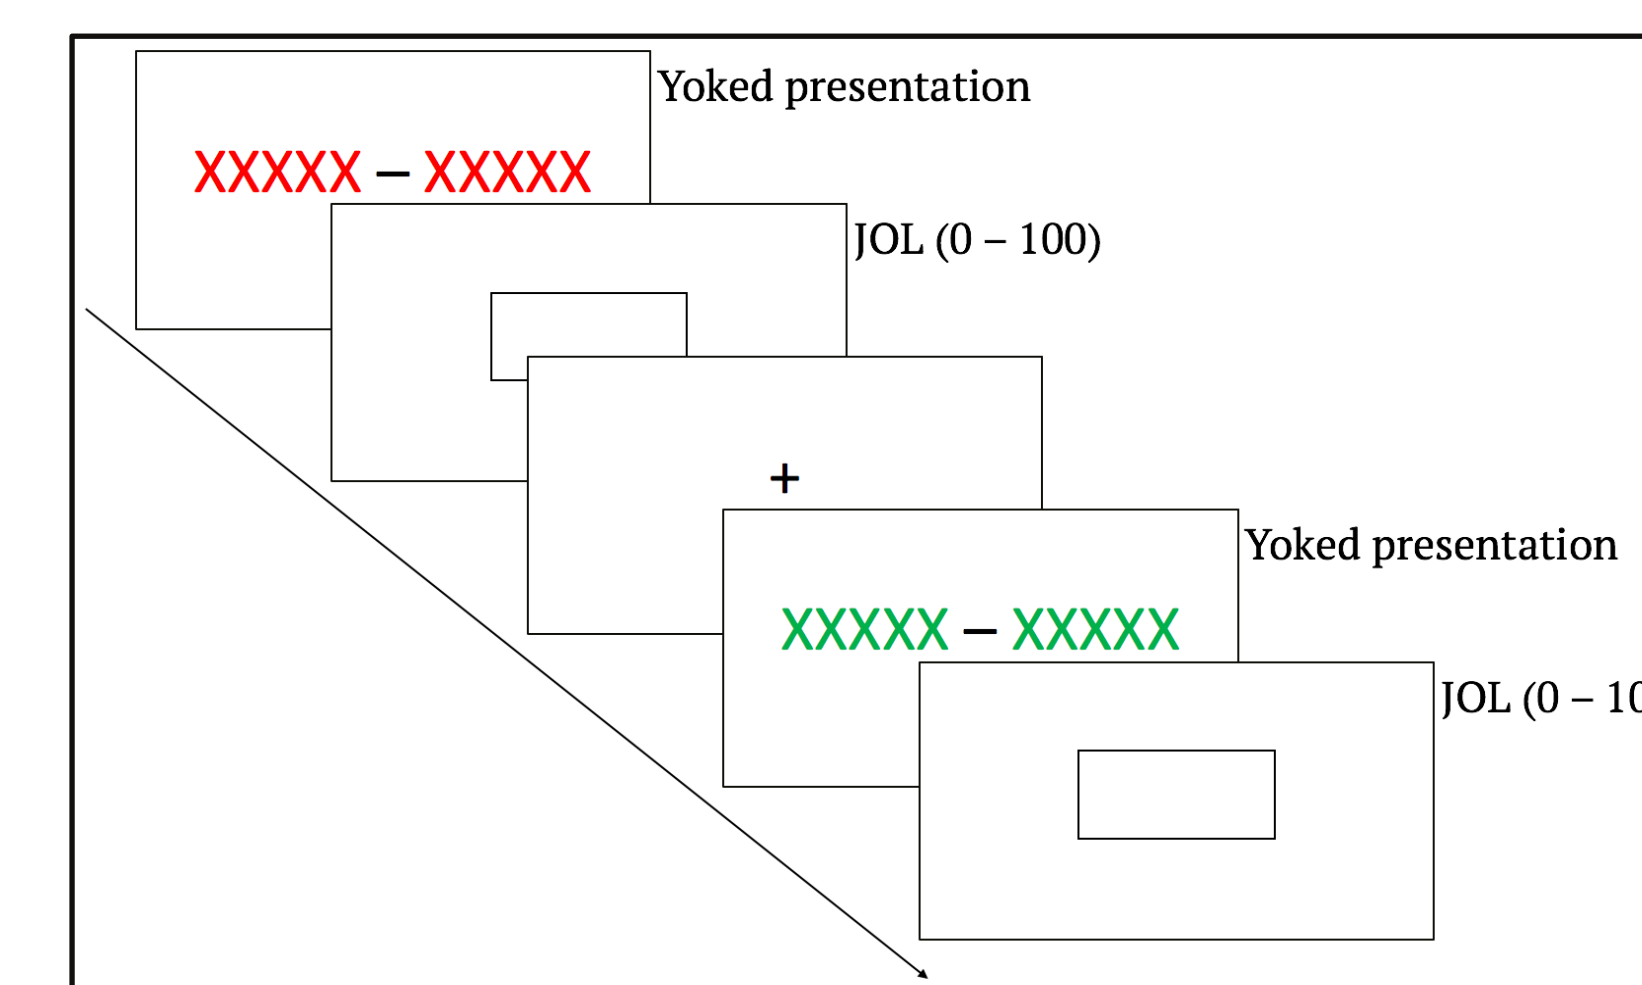 Yoked presentation
XXXXX – XXXXX
JOL (0 – 100)
+
Yoked presentation
XXXXX – XXXXX
JOL (0 – 10